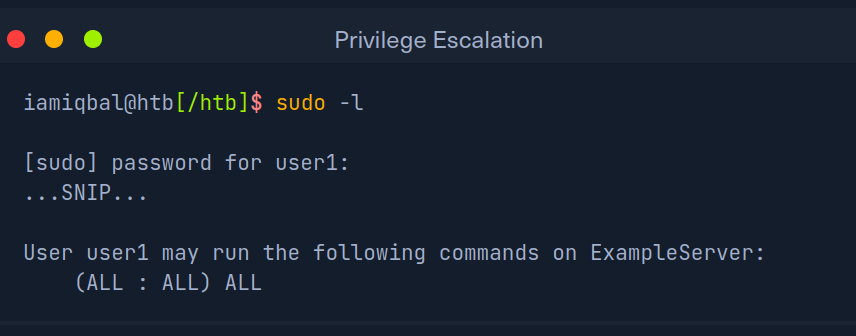 Privilege Escalation
iamiqbal@htb[/htb]$ sudo -l
[sudo] password for user1:
...SNIP...
User user1 may run the following commands on ExampleServer:
(ALL : ALL) ALL